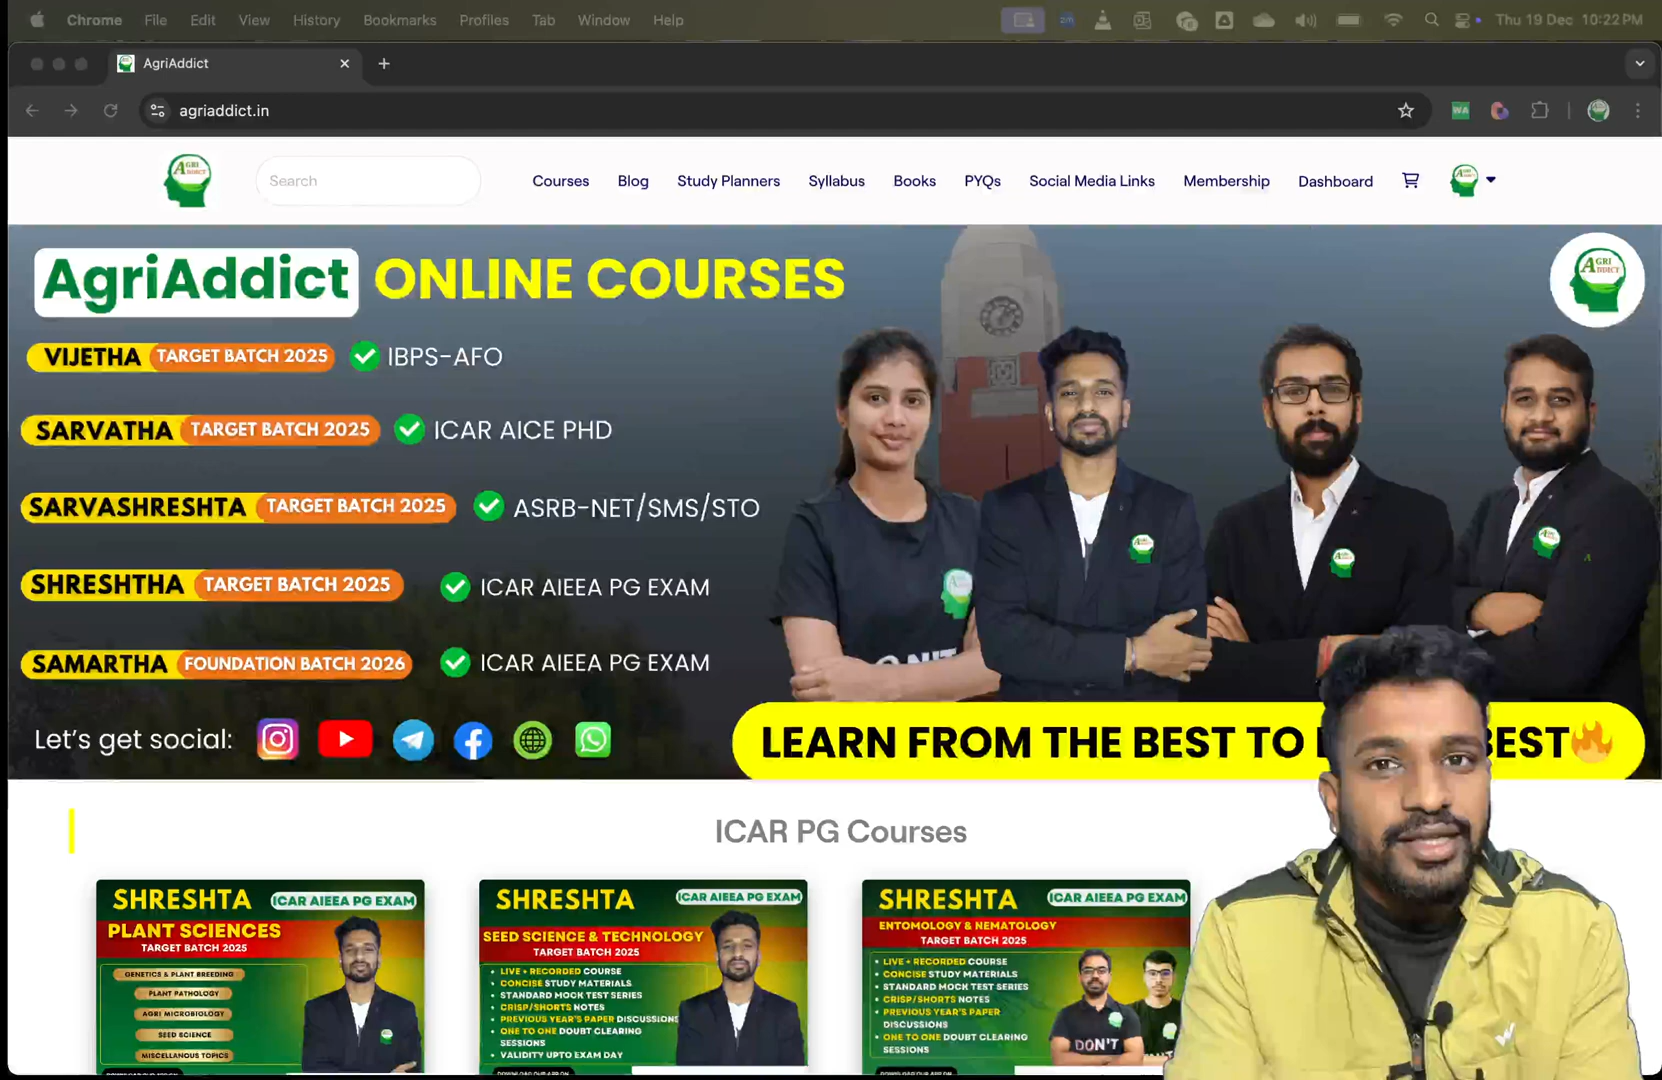 Chrome File Edit View History Bookmarks Profiles Tab Window Help
Thu 19 Dec 10:22 PM
AgriAddict
agriaddict.in
WA
AGRI ADDICT
Search
Courses Blog Study Planners Syllabus Books PYQs Social Media Links Membership Dashboard
AgriAddict ONLINE COURSES
AGRI ADDICT
VIJETHA TARGET BATCH 2025 IBPS-AFO
SARVATHA TARGET BATCH 2025 ICAR AICE PHD
SARVASHRESHTA TARGET BATCH 2025 ASRB-NET/SMS/STO
SHRESHTHA TARGET BATCH 2025 ICAR AIEEA PG EXAM
SAMARTHA FOUNDATION BATCH 2026 ICAR AIEEA PG EXAM
Let's get social:
LEARN FROM THE BEST TO BEST
ICAR PG Courses
SHRESHTA ICAR AIEEA PG EXAM
PLANT SCIENCES
TARGET BATCH 2025
GENETICS & PLANT BREEDING
PLANT PATHOLOGY
AGRI MICROBIOLOGY
SEED SCIENCE
MISCELLANOUS TOPICS
SHRESHTA ICAR AIEEA PG EXAM
SEED SCIENCE & TECHNOLOGY
TARGET BATCH 2025
• LIVE + RECORDED COURSE
• CONCISE STUDY MATERIALS
• STANDARD MOCK TEST SERIES
• CRISP/SHORTS NOTES
• PREVIOUS YEAR'S PAPER DISCUSSIONS
• ONE TO ONE DOUBT CLEARING
SESSIONS
• VALIDITY UPTO EXAM DAY
SHRESHTA ICAR AIEEA PG EXAM
ENTOMOLOGY & NEMATOLOGY
TARGET BATCH 2025
• LIVE + RECORDED COURSE
• CONCISE STUDY MATERIALS
• STANDARD MOCK TEST SERIES
• CRISP/SHORTS NOTES
• PREVIOUS YEAR'S PAPER
DISCUSSIONS
• ONE TO ONE DOUBT CLEARING
SESSIONS
DON'T